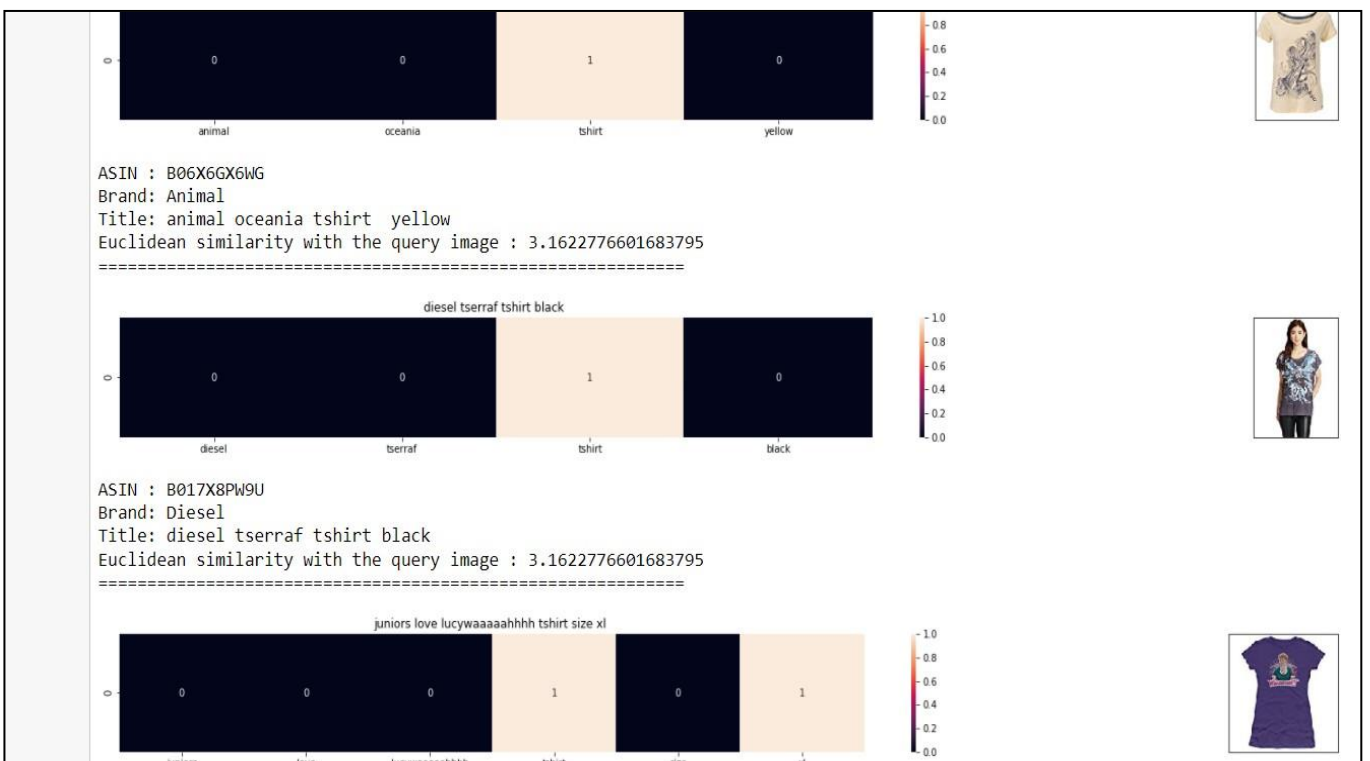 0.8
0.6
0.4
0.2
0.0
0
0 0 1 0
animal oceania tshirt yellow
ASIN : B06X6GX6WG
Brand: Animal
Title: animal oceania tshirt  yellow
Euclidean similarity with the query image : 3.1622776601683795
============================================================
diesel tserraf tshirt black
1.0
0.8
0.6
0.4
0.2
0.0
0
0 0 1 0
diesel tserraf tshirt black
ASIN : B017X8PW9U
Brand: Diesel
Title: diesel tserraf tshirt black
Euclidean similarity with the query image : 3.1622776601683795
============================================================
juniors love lucywaaaaahhhh tshirt size xl
1.0
0.8
0.6
0.4
0.2
0.0
0
0 0 0 1 0 1